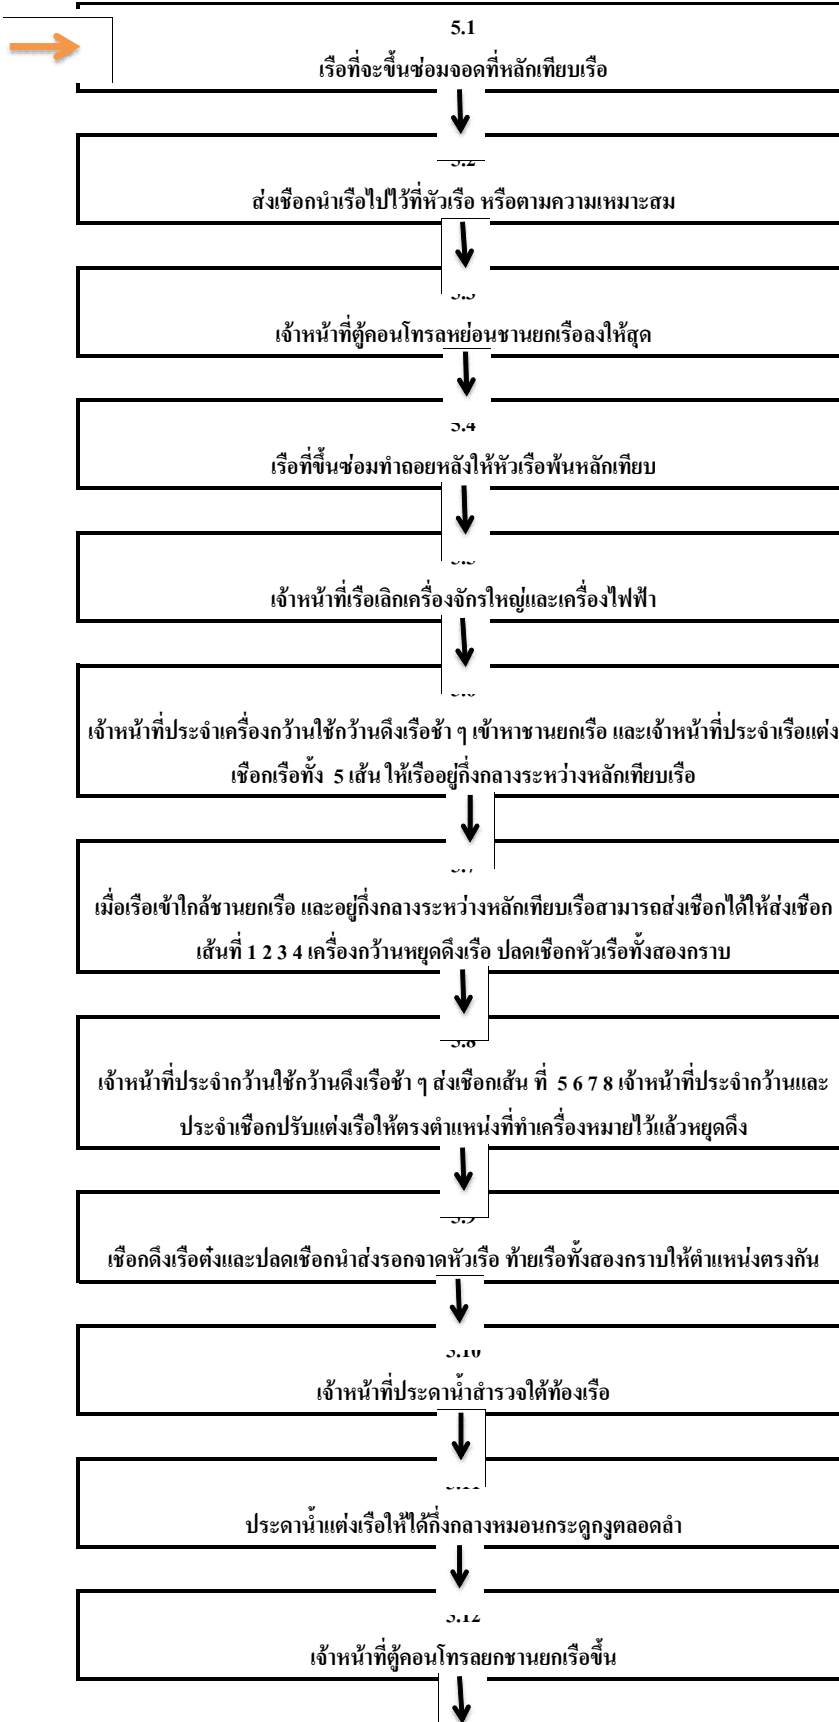 5.1
เรือที่จะขึ้นซ่อมจอดที่หลักเทียบเรือ
5.2
ส่งเชือกนำเรือไปไว้ที่หัวเรือ หรือตามความเหมาะสม
5.3
เจ้าหน้าที่ตู้คอนโทรลหย่อนชานยกเรือลงให้สุด
5.4
เรือที่ขึ้นซ่อมทำถอยหลังให้หัวเรือพ้นหลักเทียบ
5.5
เจ้าหน้าที่เรือเลิกเครื่องจักรใหญ่และเครื่องไฟฟ้า
5.6
เจ้าหน้าที่ประจำเครื่องกว้านใช้กว้านดึงเรือช้า ๆ เข้าหาชานยกเรือ และเจ้าหน้าที่ประจำเรือแต่ง
เชือกเรือทั้ง 5 เส้น ให้เรืออยู่กึ่งกลางระหว่างหลักเทียบเรือ
5.7
เมื่อเรือเข้าใกล้ชานยกเรือ และอยู่กึ่งกลางระหว่างหลักเทียบเรือสามารถส่งเชือกได้ให้ส่งเชือก
เส้นที่ 1 2 3 4 เครื่องกว้านหยุดดึงเรือ ปลดเชือกหัวเรือทั้งสองกราบ
5.8
เจ้าหน้าที่ประจำกว้านใช้กว้านดึงเรือช้า ๆ ส่งเชือกเส้น ที่ 5 6 7 8 เจ้าหน้าที่ประจำกว้านและ
ประจำเชือกปรับแต่งเรือให้ตรงตำแหน่งที่ทำเครื่องหมายไว้แล้วหยุดดึง
5.9
เชือกดึงเรือตึงและปลดเชือกนำส่งรอกจาดหัวเรือ ท้ายเรือทั้งสองกราบให้ตำแหน่งตรงกัน
5.10
เจ้าหน้าที่ประดาน้ำสำรวจใต้ท้องเรือ
5.11
ประดาน้ำแต่งเรือให้ได้กึ่งกลางหมอนกระดูกงูตลอดลำ
5.12
เจ้าหน้าที่ตู้คอนโทรลยกชานยกเรือขึ้น